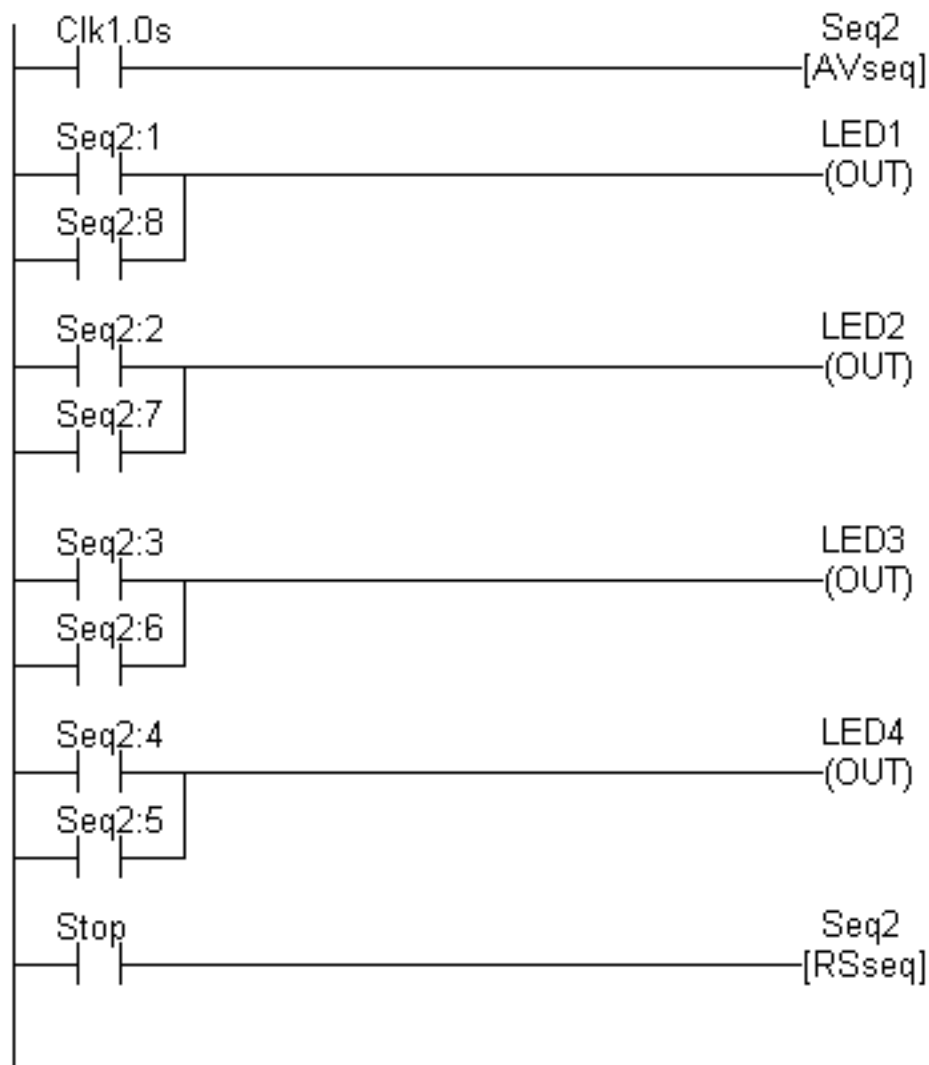 Clk1.0s Seq2
[AVseq]
Seq2:1 LED1
(OUT)
Seq2:8
Seq2:2 LED2
(OUT)
Seq2:7
Seq2:3 LED3
(OUT)
Seq2:6
Seq2:4 LED4
(OUT)
Seq2:5
Stop Seq2
[RSseq]